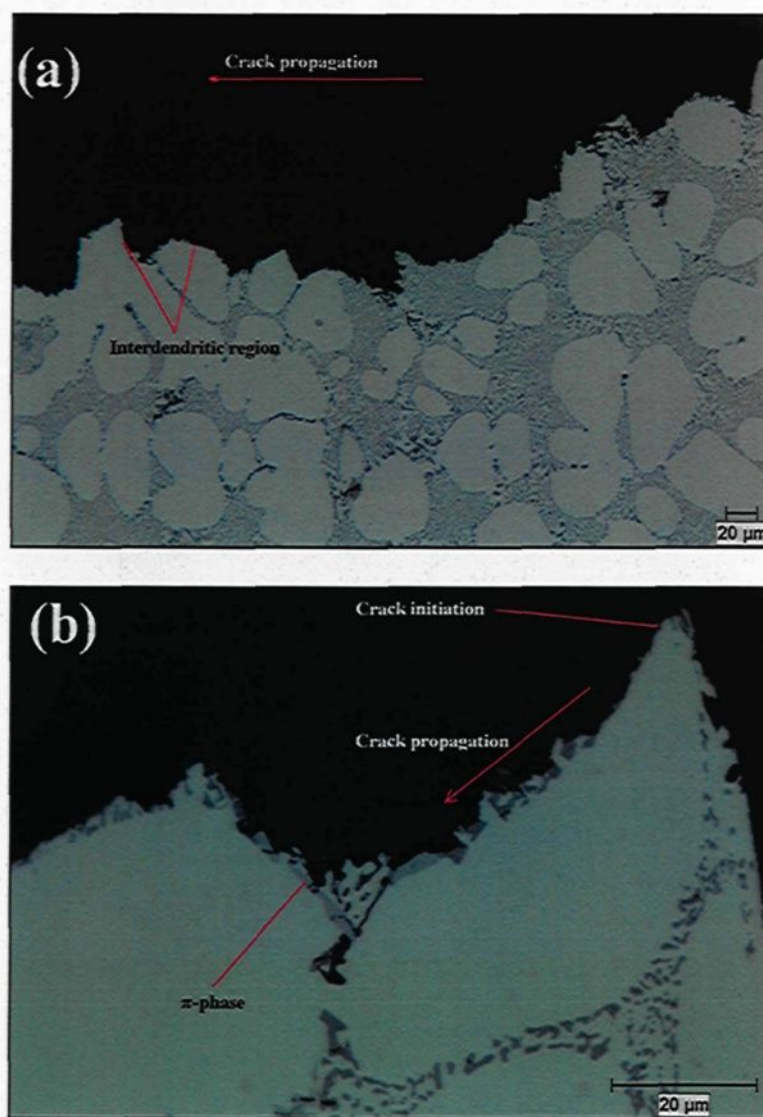 (a)
Crack propagation
Interdendritic region
20 µm
(b)
Crack initiation
Crack propagation
π-phase
20 µm